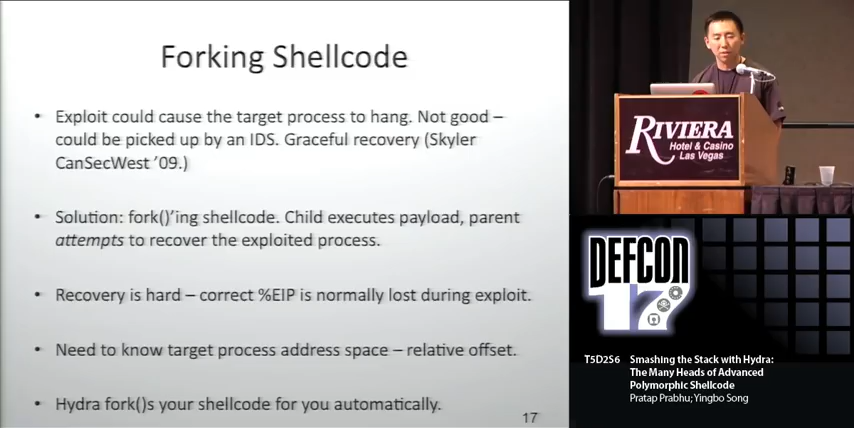 Forking Shellcode
• Exploit could cause the target process to hang. Not good –
could be picked up by an IDS. Graceful recovery (Skyler
CanSecWest ’09.)
• Solution: fork()’ing shellcode. Child executes payload, parent
attempts to recover the exploited process.
• Recovery is hard – correct %EIP is normally lost during exploit.
• Need to know target process address space – relative offset.
• Hydra fork()s your shellcode for you automatically.
17
RIVIERA
Hotel & Casino
Las Vegas
DEFCON
17
T5D2S6 Smashing the Stack with Hydra:
The Many Heads of Advanced
Polymorphic Shellcode
Pratap Prabhu; Yingbo Song